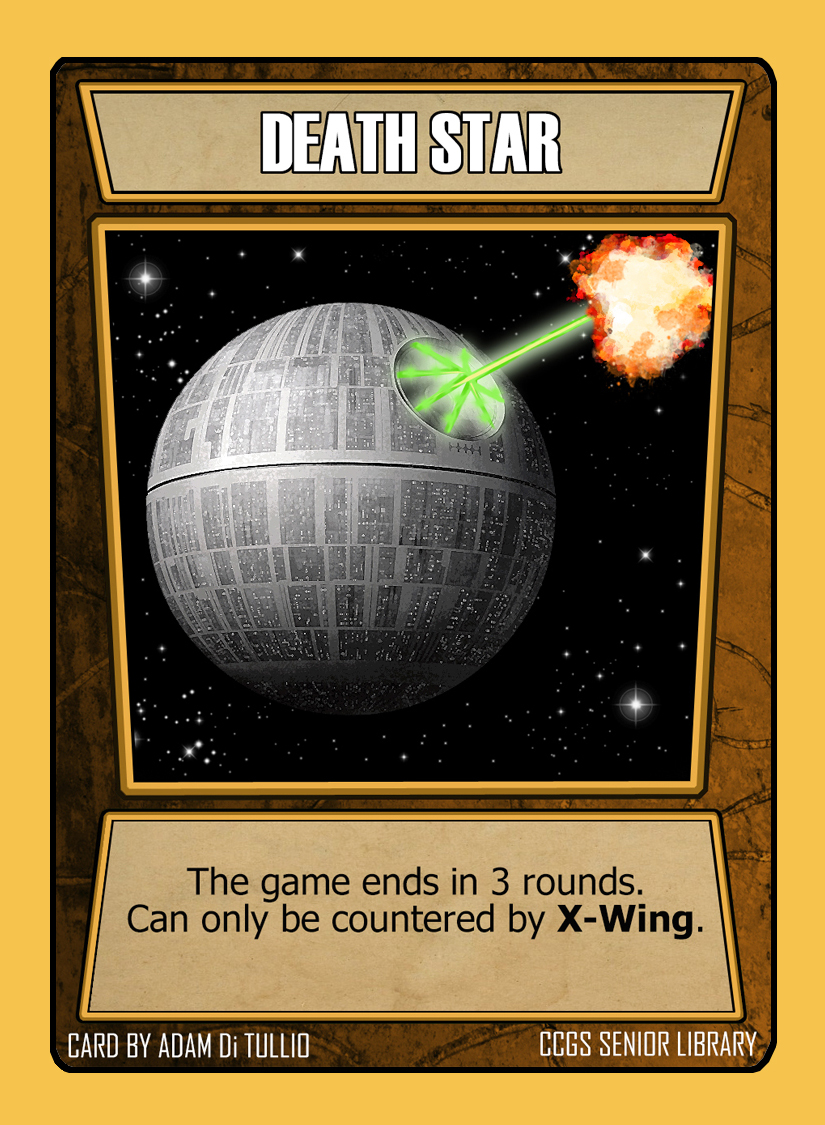 DEATH STAR
The game ends in 3 rounds.
Can only be countered by X-Wing.
CARD BY ADAM Di TULLIO
CCGS SENIOR LIBRARY